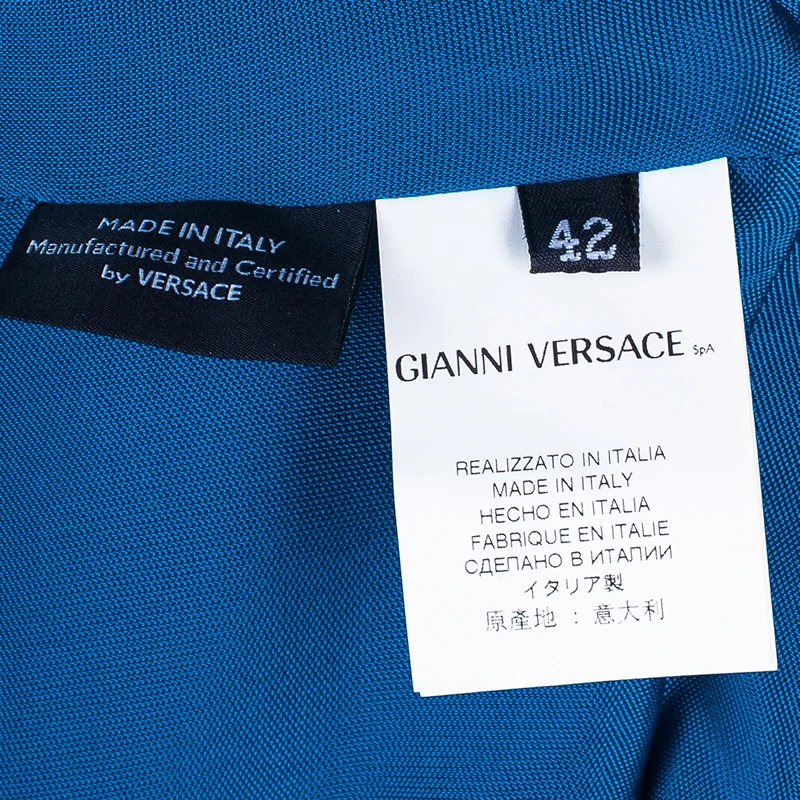 MADE IN ITALY
Manufactured and Certified
by VERSACE
42
GIANNI VERSACE SpA
REALIZZATO IN ITALIA
MADE IN ITALY
HECHO EN ITALIA
FABRIQUE EN ITALIE
СДЕЛАНО В ИТАЛИИ
イタリア製
原產地 : 意大利